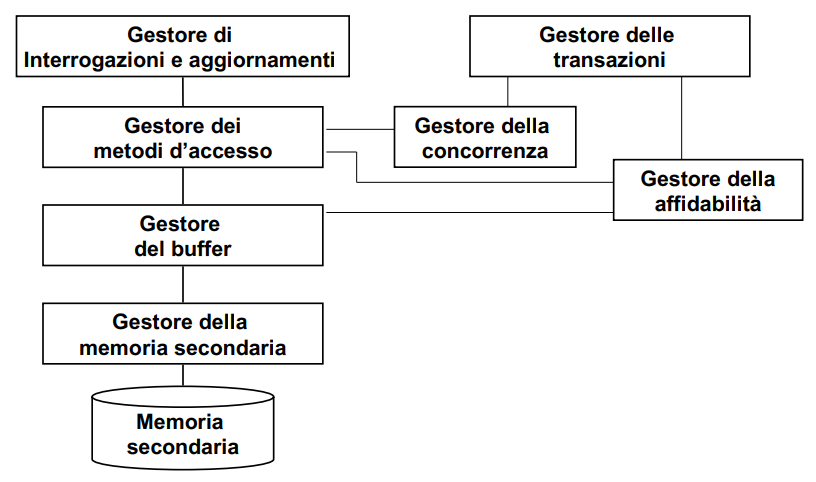 Gestore di
Interrogazioni e aggiornamenti
Gestore delle
transazioni
Gestore dei
metodi d'accesso
Gestore della
concorrenza
Gestore della
affidabilità
Gestore
del buffer
Gestore della
memoria secondaria
Memoria
secondaria